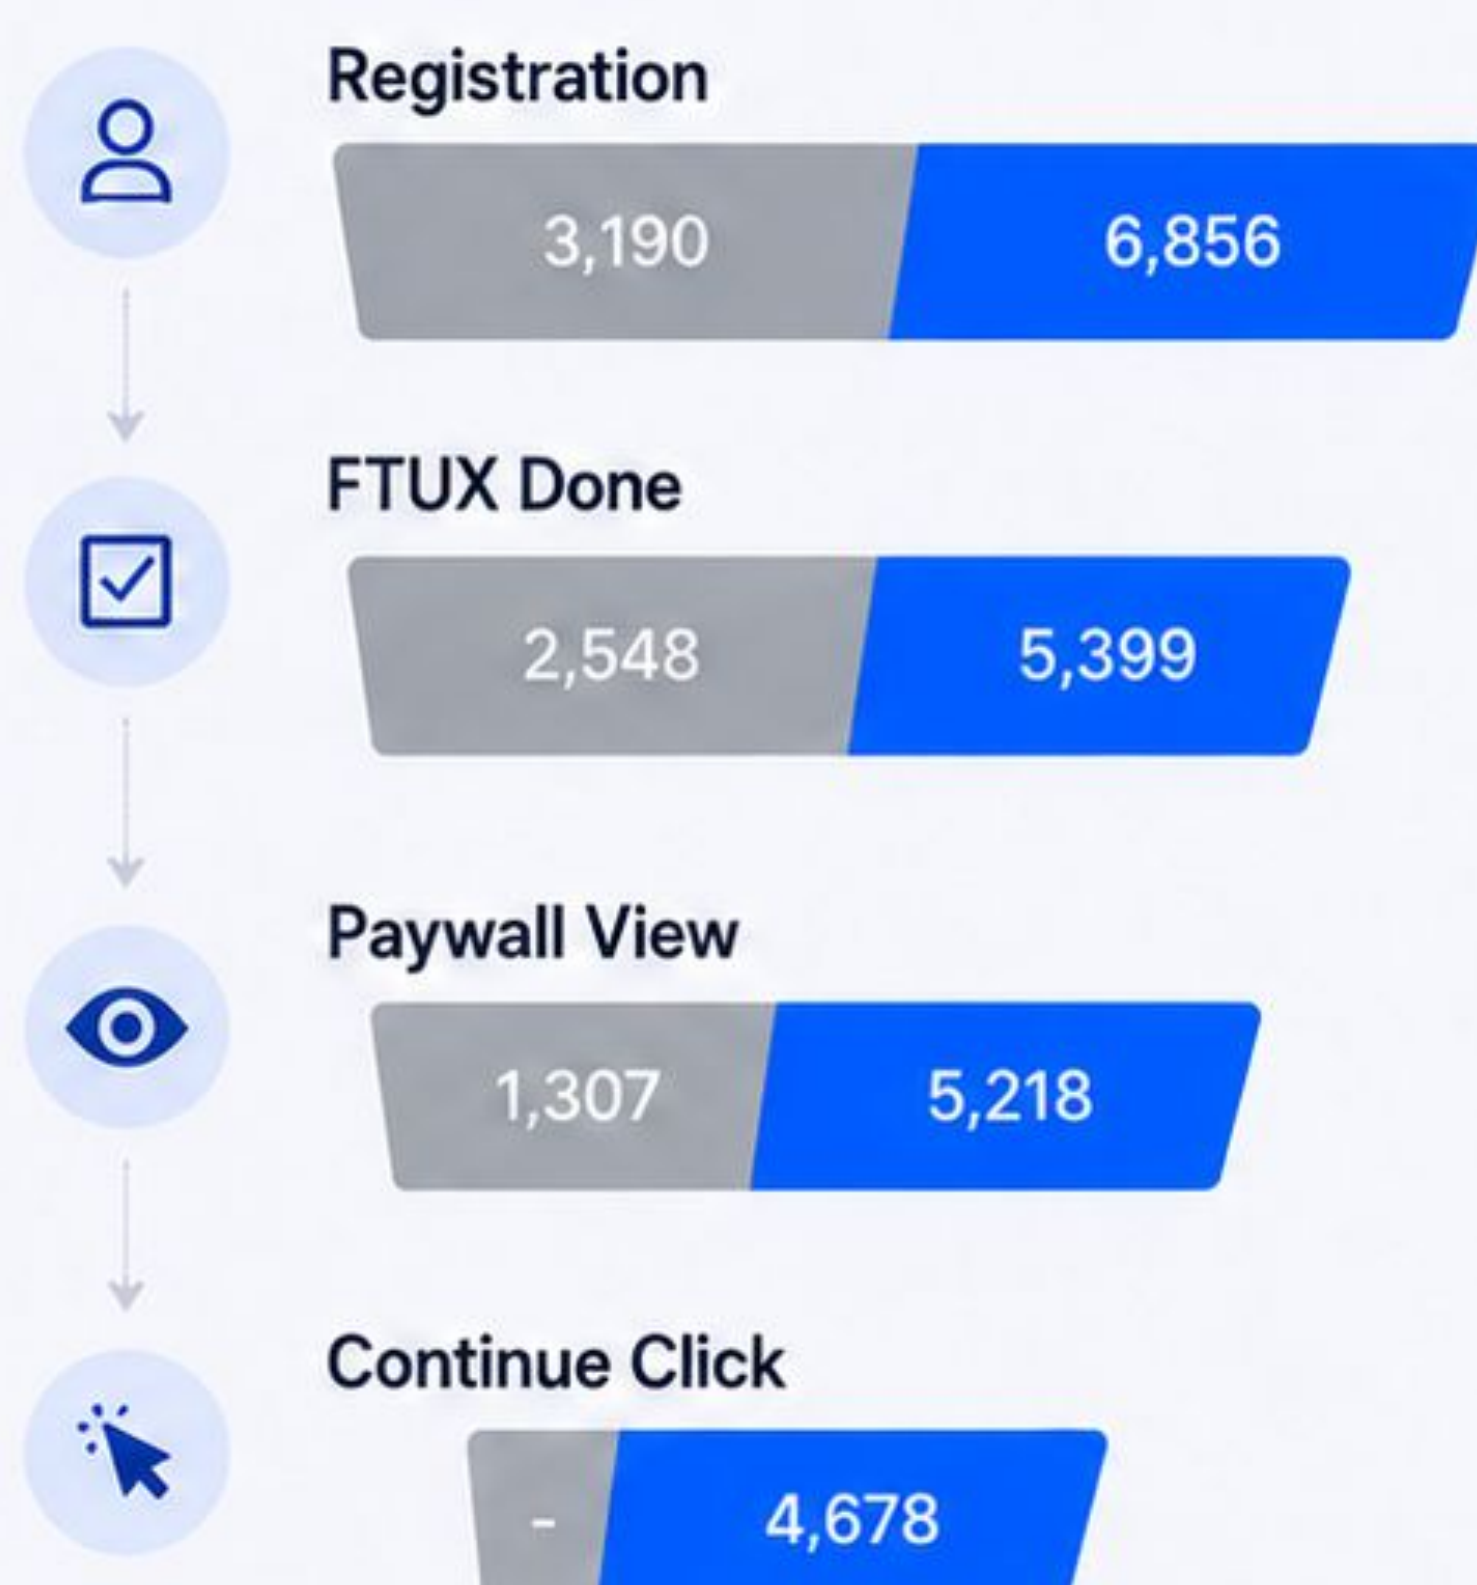 Registration
3,190 6,856
FTUX Done
2,548 5,399
Paywall View
1,307 5,218
Continue Click
- 4,678